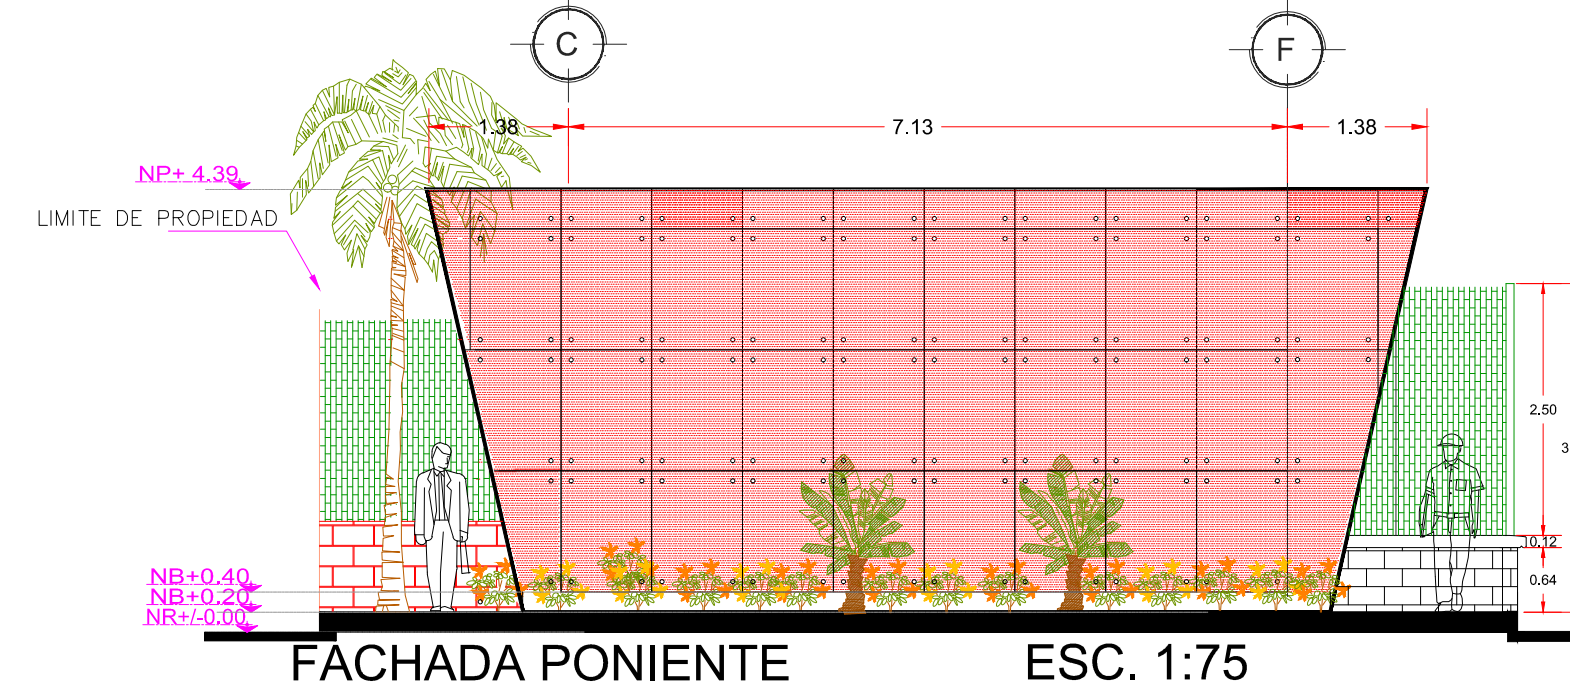 C
F
1.38
7.13
1.38
NP+ 4.39
LIMITE DE PROPIEDAD
2.50
3
0.12
NB+0.40
0.64
NB+0.20
NR+/-0.00
FACHADA PONIENTE
ESC. 1:75